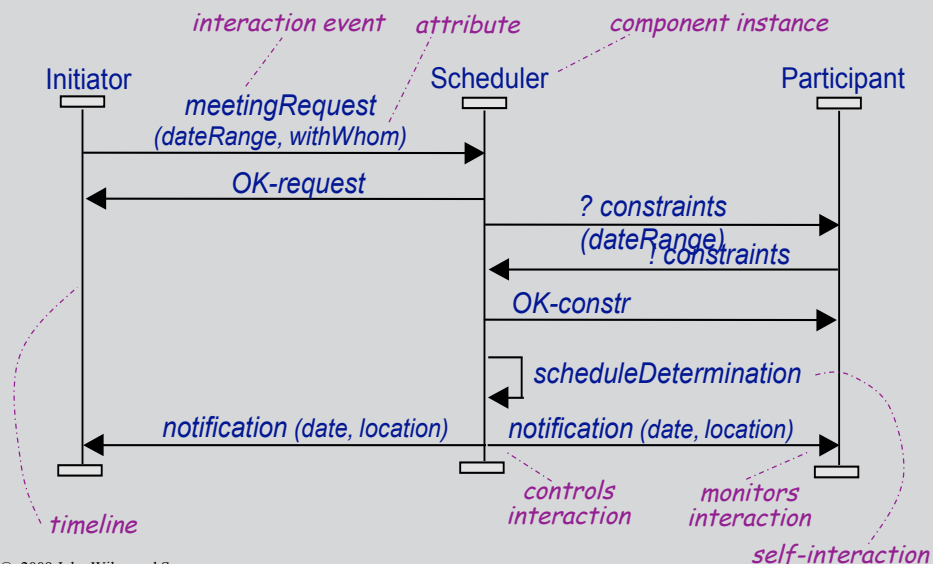 interaction event
attribute
component instance
Initiator
Scheduler
Participant
meetingRequest
(dateRange, withWhom)
OK-request
? constraints
(dateRange)
! constraints
OK-constr
scheduleDetermination
notification (date, location)
notification (date, location)
controls
interaction
monitors
interaction
timeline
self-interaction